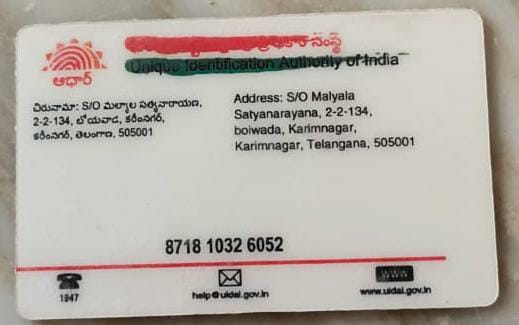 కార సంస్థ
Unique Identification Authority of India
ఆధార్
చిరునామా: S/O మల్యాల సత్యనారాయణ,
2-2-134, బోయవాడ, కరీంనగర్,
కరీంనగర్, తెలంగాణ, 505001
Address: S/O Malyala
Satyanarayana, 2-2-134,
boiwada, Karimnagar,
Karimnagar, Telangana, 505001
8718 1032 6052
1947
help@uidai.gov.in
WWW
www.uidai.gov.in